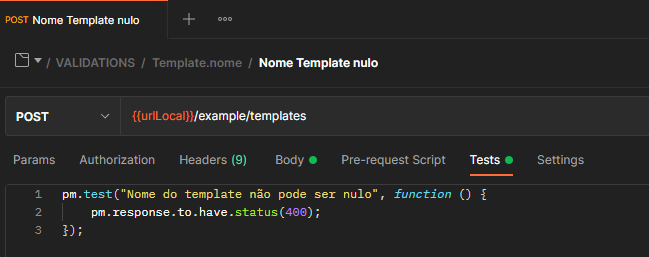 POST Nome Template nulo
/ VALIDATIONS / Template.nome / Nome Template nulo
POST {{urlLocal}}/example/templates
Params Authorization Headers (9) Body Pre-request Script Tests Settings
1 pm.test("Nome do template não pode ser nulo", function () {
2 pm.response.to.have.status(400);
3 });